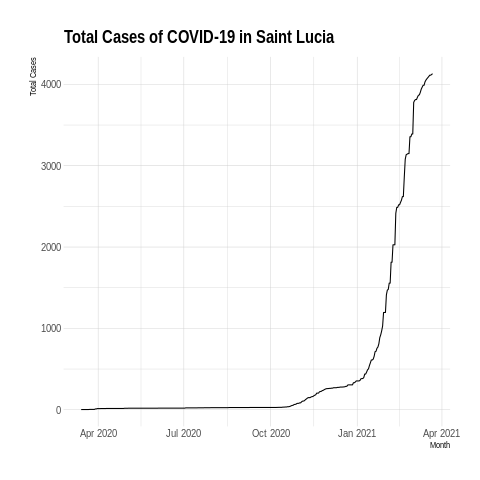 Total Cases of COVID-19 in Saint Lucia
Total Cases
4000
3000
2000
1000
0
Apr 2020 Jul 2020 Oct 2020 Jan 2021 Apr 2021
Month